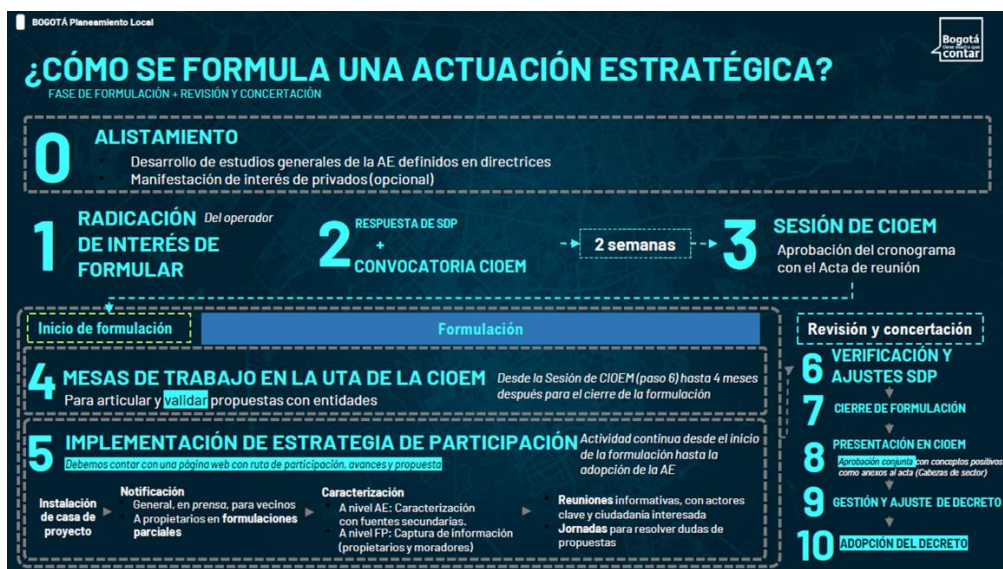 BOGOTÁ Planeamiento Local
Bogotá
contar
¿CÓMO SE FORMULA UNA ACTUACIÓN ESTRATÉGICA?
FASE DE FORMULACIÓN + REVISIÓN Y CONCERTACIÓN
0
ALISTAMIENTO
Desarrollo de estudios generales de la AE definidos en directrices
Manifestación de interés de privados (opcional)
1
RADICACIÓN Del operador
DE INTERÉS DE
FORMULAR
2
RESPUESTA DE SDP
+
CONVOCATORIA CIOEM
2 semanas
3
SESIÓN DE CIOEM
Aprobación del cronograma
con el Acta de reunión
Inicio de formulación
Formulación
4
MESAS DE TRABAJO EN LA UTA DE LA CIOEM
Para articular y validar propuestas con entidades
Desde la Sesión de CIOEM (paso 6) hasta 4 meses
después para el cierre de la formulación
5
IMPLEMENTACIÓN DE ESTRATEGIA DE PARTICIPACIÓN
Debemos contar con una página web con ruta de participación, avances y propuesta
Actividad continua desde el inicio
de la formulación hasta la
adopción de la AE
Instalación
de casa de
proyecto
Notificación
General, en prensa, para vecinos
A propietarios en formulaciones
parciales
Caracterización
A nivel AE: Caracterización
con fuentes secundarias.
A nivel FP: Captura de información
(propietarios y moradores)
Reuniones informativas, con actores
clave y ciudadanía interesada
Jornadas para resolver dudas de
propuestas
Revisión y concertación
6
VERIFICACIÓN Y
AJUSTES SDP
7
CIERRE DE FORMULACIÓN
8
PRESENTACIÓN EN CIOEM
Aprobación conjunta con conceptos positivos
como anexos al acta (Cabezas de sector)
9
GESTIÓN Y AJUSTE DE DECRETO
10
ADOPCIÓN DEL DECRETO